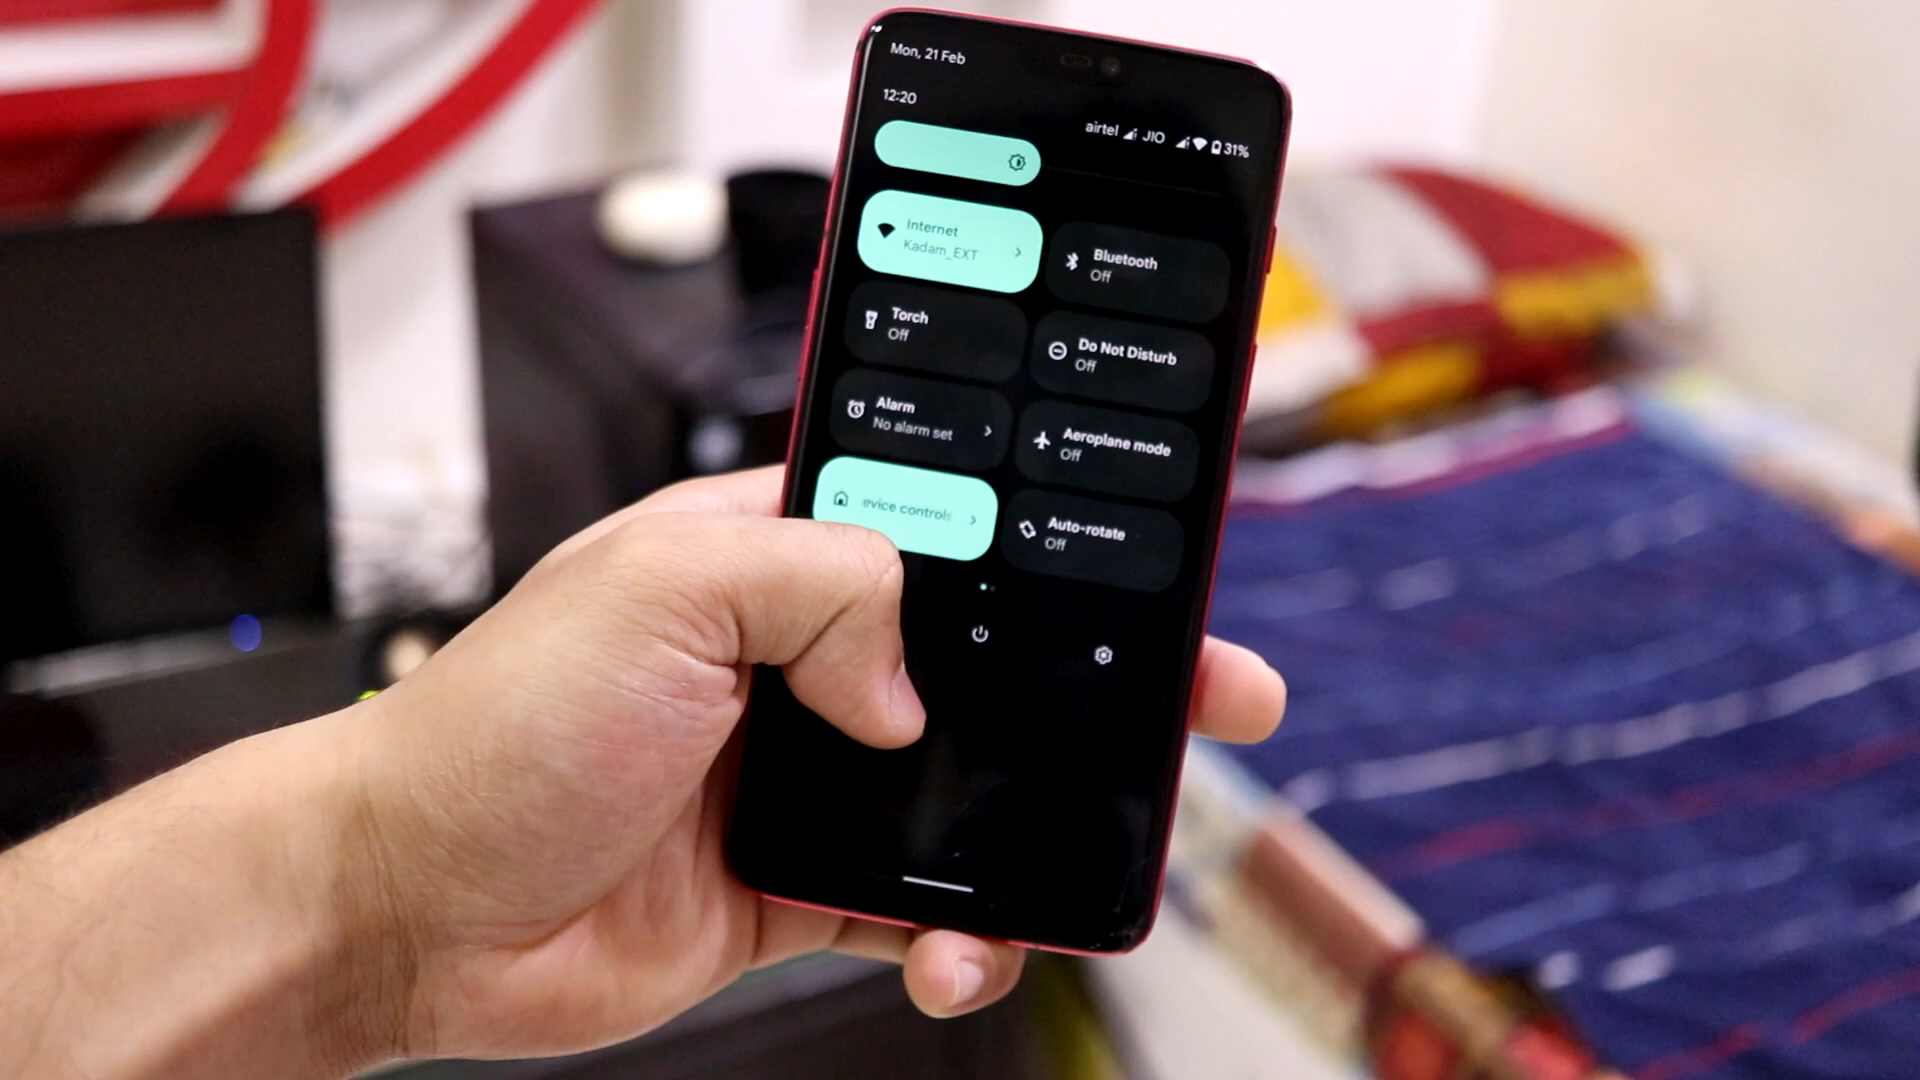 Mon, 21 Feb
12:20
airtel JIO 31%
Internet
Kadam_EXT
Bluetooth
Off
Torch
Off
Do Not Disturb
Off
Alarm
No alarm set
Aeroplane mode
Off
evice controls
Auto-rotate
Off